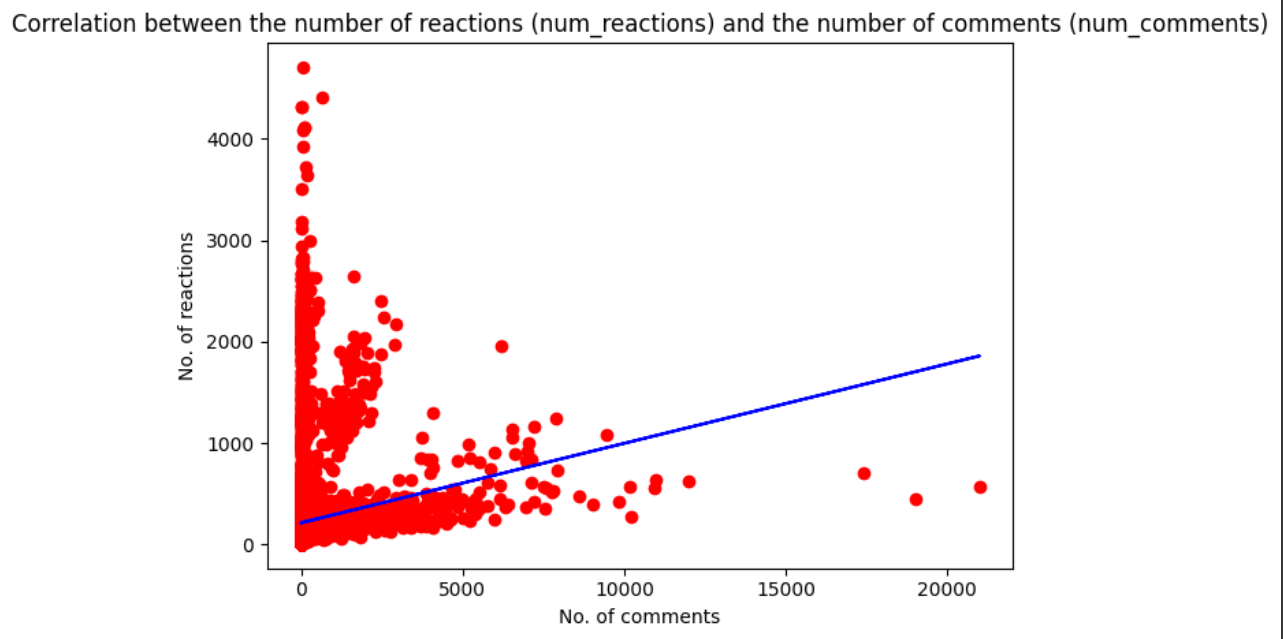 Correlation between the number of reactions (num_reactions) and the number of comments (num_comments)
4000
3000
2000
1000
0
No. of reactions
0 5000 10000 15000 20000
No. of comments